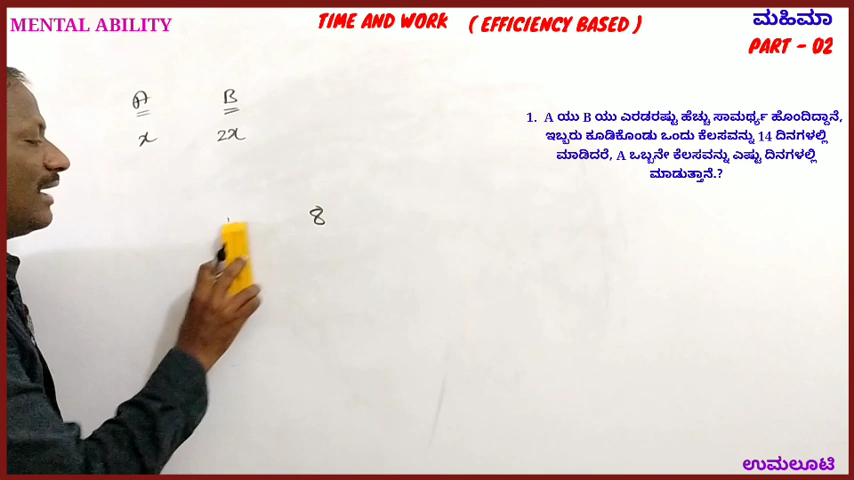 MENTAL ABILITY
TIME AND WORK ( EFFICIENCY BASED )
ಮಹಿಮಾ
PART - 02
A B
x 2x
8
1. A ಯು B ಯು ಎರಡರಷ್ಟು ಹೆಚ್ಚು ಸಾಮರ್ಥ್ಯ ಹೊಂದಿದ್ದಾನೆ,
ಇಬ್ಬರು ಕೂಡಿಕೊಂಡು ಒಂದು ಕೆಲಸವನ್ನು 14 ದಿನಗಳಲ್ಲಿ
ಮಾಡಿದರೆ, A ಒಬ್ಬನೇ ಕೆಲಸವನ್ನು ಎಷ್ಟು ದಿನಗಳಲ್ಲಿ
ಮಾಡುತ್ತಾನೆ.?
ಉಮಲೂಟಿ